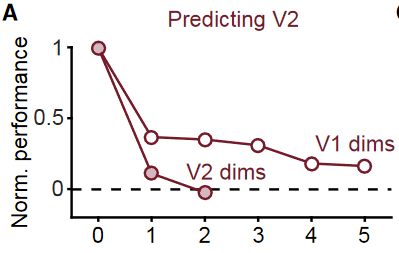 A
Predicting V2
Norm. performance
1
0.5
0
V1 dims
V2 dims
0 1 2 3 4 5